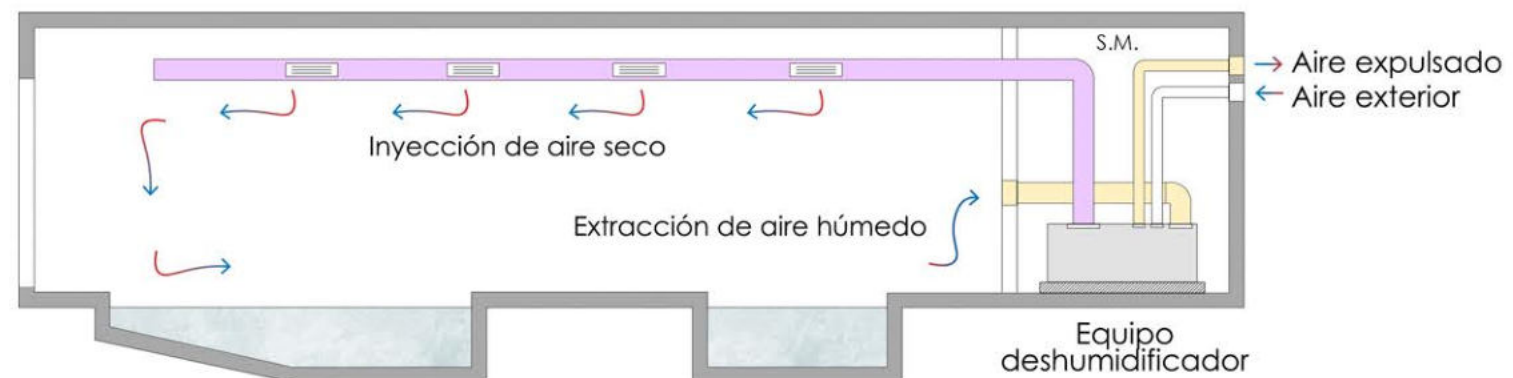 S.M.
Aire expulsado
Aire exterior
Inyección de aire seco
Extracción de aire húmedo
Equipo
deshumidificador